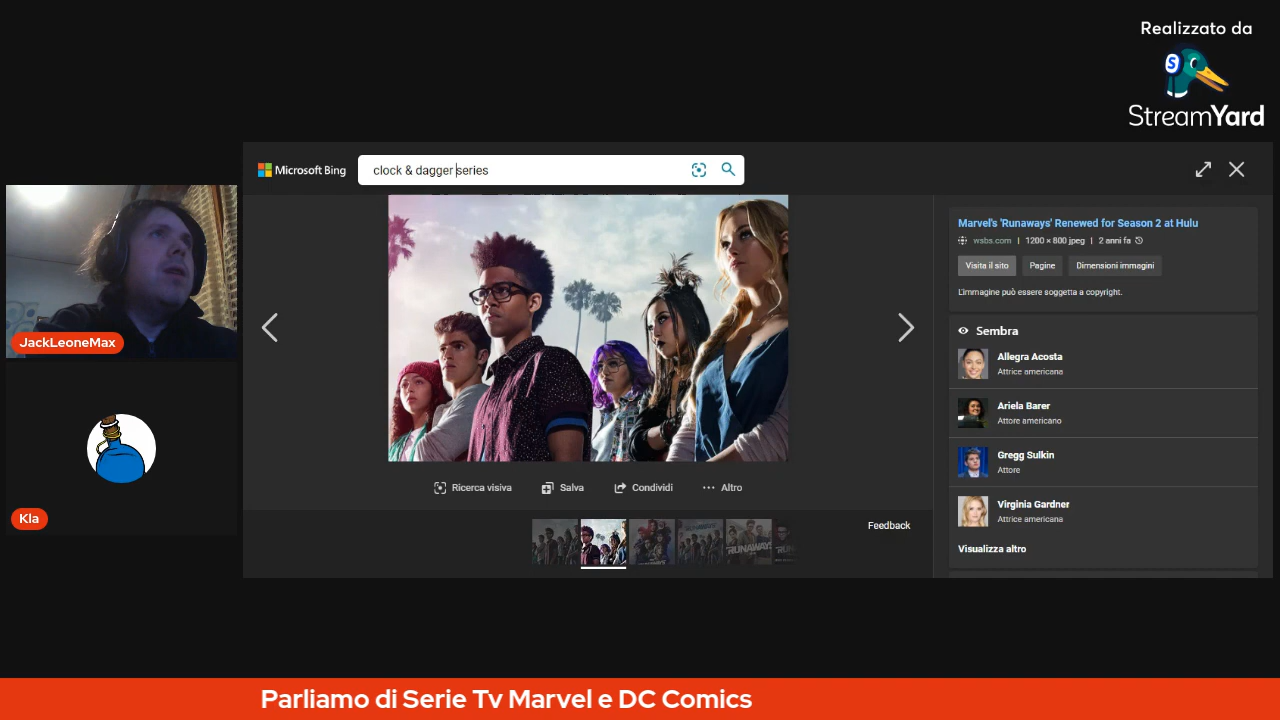 Realizzato da
StreamYard
Microsoft Bing
clock & dagger series
JackLeoneMax
Kla
Marvel's 'Runaways' Renewed for Season 2 at Hulu
wsbs.com | 1200 × 800 jpeg | 2 anni fa
Visita il sito
Pagine
Dimensioni immagini
L'immagine può essere soggetta a copyright.
Sembra
Allegra Acosta
Attrice americana
Ariela Barer
Attore americano
Gregg Sulkin
Attore
Virginia Gardner
Attrice americana
Visualizza altro
Ricerca visiva
Salva
Condividi
Altro
Feedback
RUNAWAYS
Parliamo di Serie Tv Marvel e DC Comics